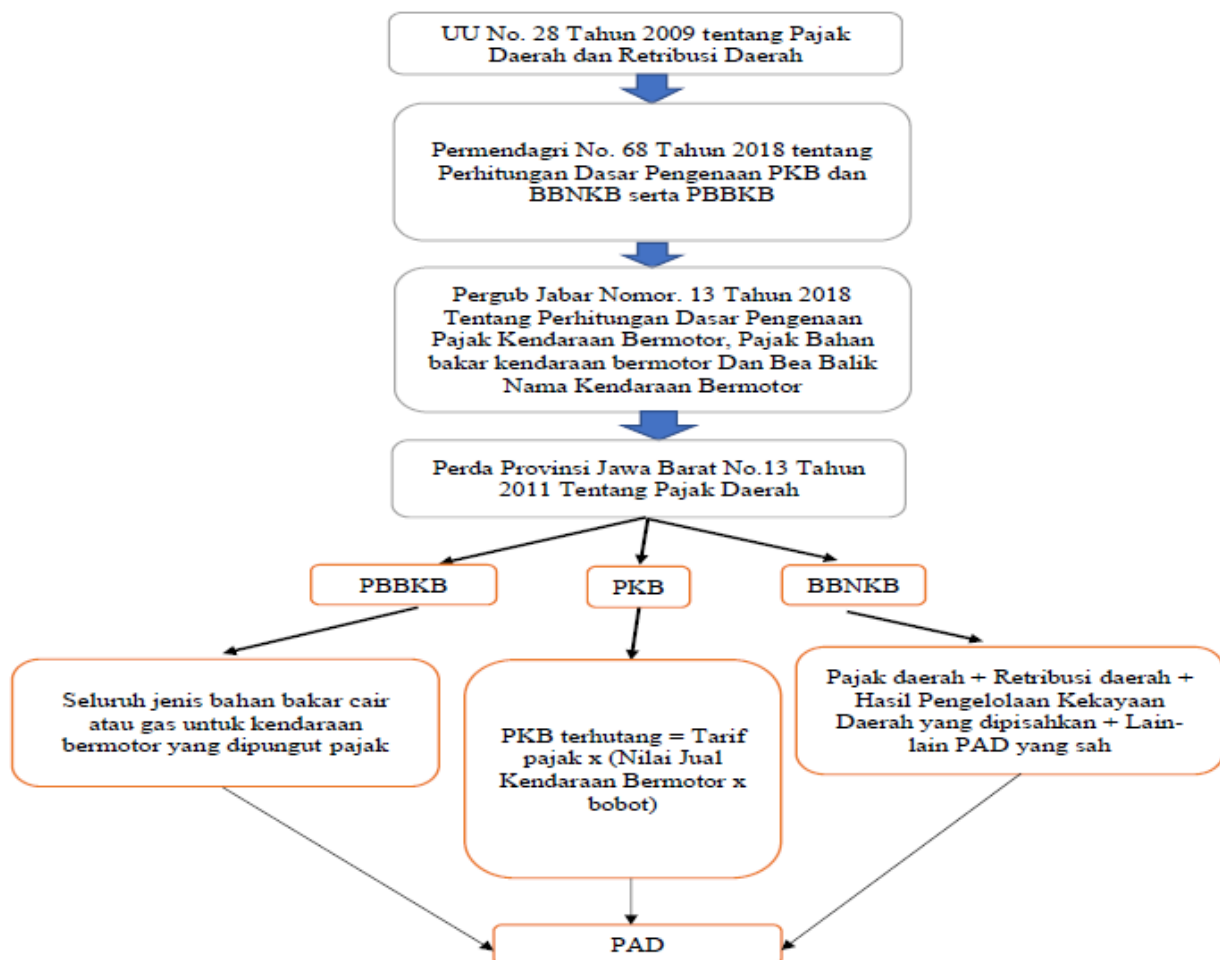 UU No. 28 Tahun 2009 tentang Pajak
Daerah dan Retribusi Daerah
Permendagri No. 68 Tahun 2018 tentang
Perhitungan Dasar Pengenaan PKB dan
BBNKB serta PBBKB
Pergub Jabar Nomor. 13 Tahun 2018
Tentang Perhitungan Dasar Pengenaan
Pajak Kendaraan Bermotor, Pajak Bahan
bakar kendaraan bermotor Dan Bea Balik
Nama Kendaraan Bermotor
Perda Provinsi Jawa Barat No.13 Tahun
2011 Tentang Pajak Daerah
PBBKB
PKB
BBNKB
Seluruh jenis bahan bakar cair
atau gas untuk kendaraan
bermotor yang dipungut pajak
PKB terhutang = Tarif
pajak x (Nilai Jual
Kendaraan Bermotor x
bobot)
Pajak daerah + Retribusi daerah +
Hasil Pengelolaan Kekayaan
Daerah yang dipisahkan + Lain-
lain PAD yang sah
PAD